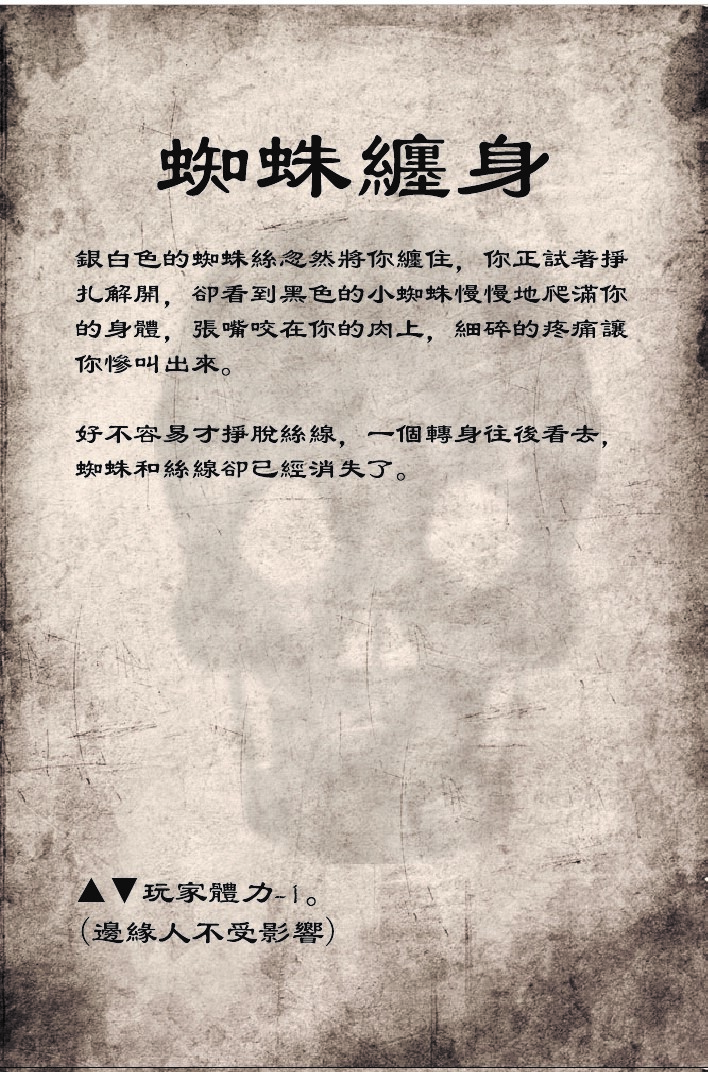 蜘蛛纏身
銀白色的蜘蛛絲忽然將你纏住，你正試著掙
扎解開，卻看到黑色的小蜘蛛慢慢地爬滿你
的身體，張嘴咬在你的肉上，細碎的疼痛讓
你慘叫出來。
好不容易才掙脫絲線，一個轉身往後看去，
蜘蛛和絲線卻已經消失了。
▲▼玩家體力-1。
(邊緣人不受影響)